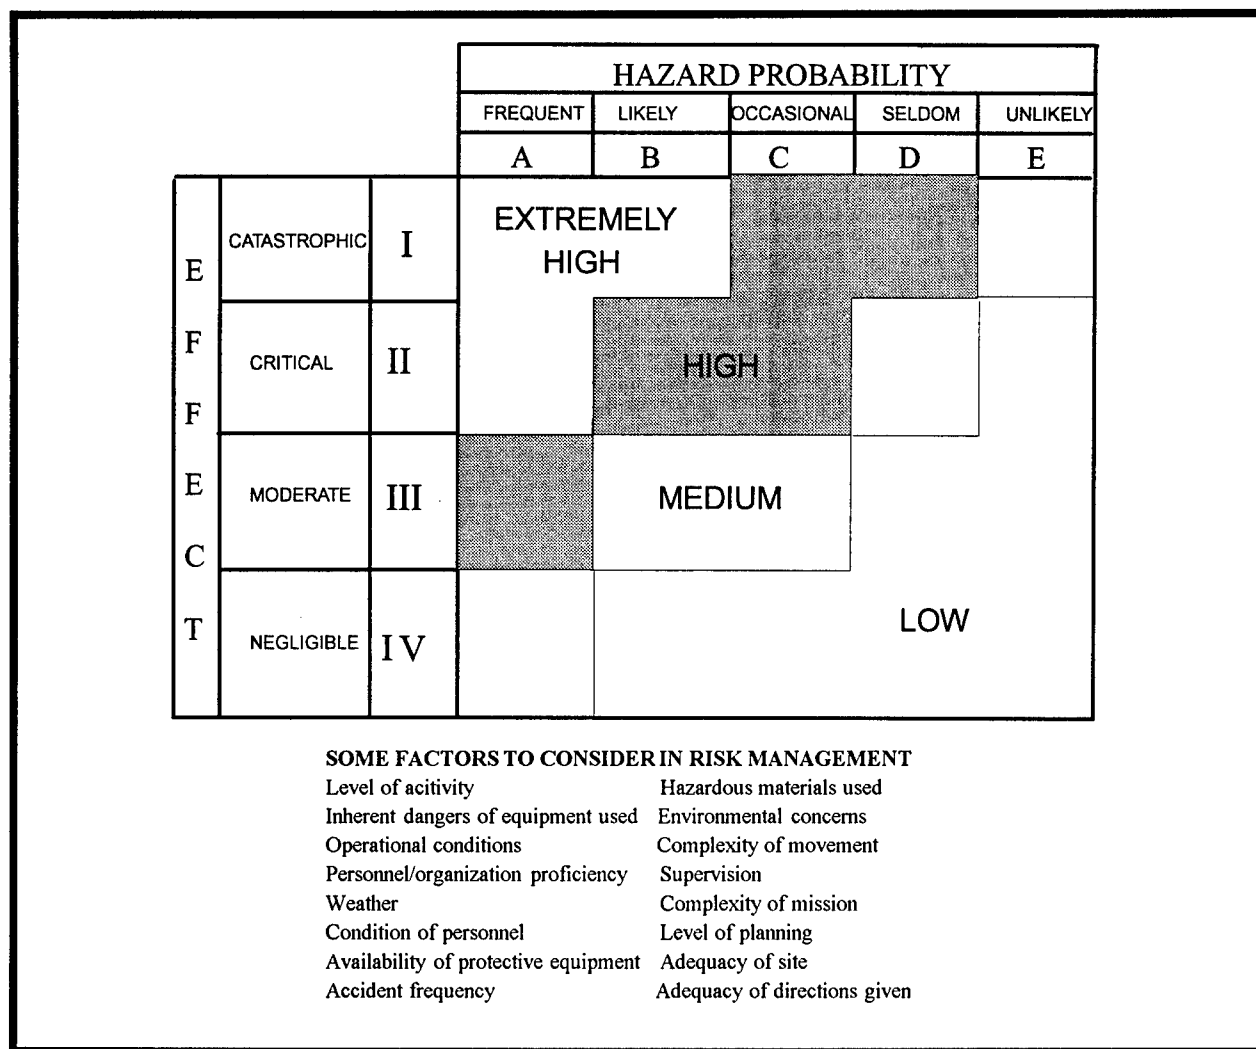 HAZARD PROBABILITY
FREQUENT LIKELY OCCASIONAL SELDOM UNLIKELY
A B C D E
EFFECT
CATASTROPHIC I
EXTREMELY
HIGH
CRITICAL II
HIGH
MODERATE III
MEDIUM
NEGLIGIBLE IV
LOW
SOME FACTORS TO CONSIDER IN RISK MANAGEMENT
Level of acitivity Hazardous materials used
Inherent dangers of equipment used Environmental concerns
Operational conditions Complexity of movement
Personnel/organization proficiency Supervision
Weather Complexity of mission
Condition of personnel Level of planning
Availability of protective equipment Adequacy of site
Accident frequency Adequacy of directions given